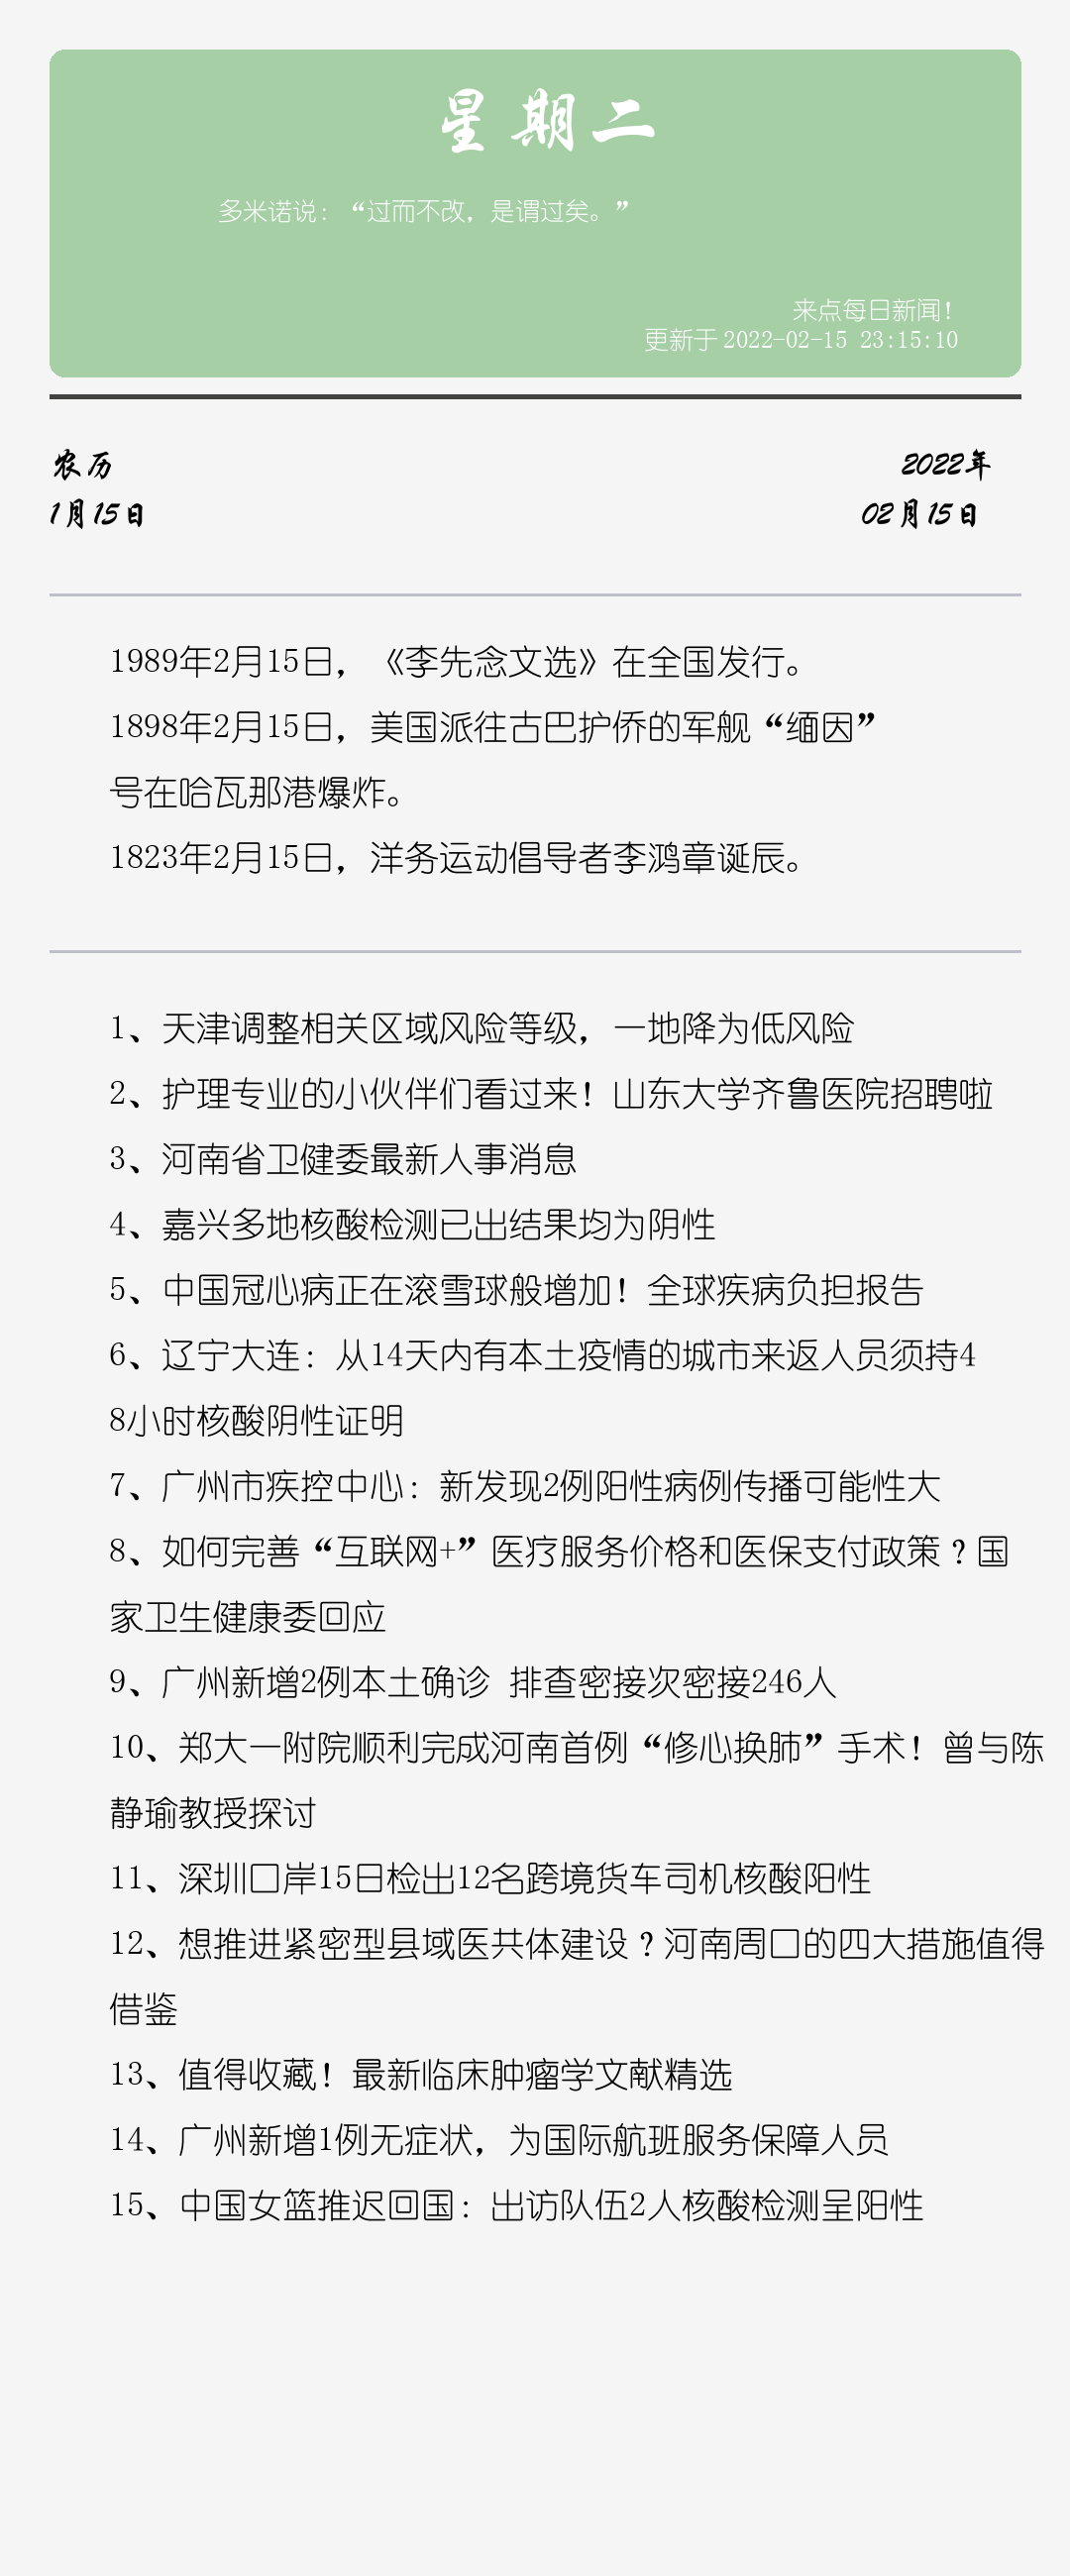 星期二
多米诺说：“过而不改，是谓过矣。”
来点每日新闻！
更新于 2022-02-15 23:15:10
农历
2022年
1月15日
02月15日
1989年2月15日，《李先念文选》在全国发行。
1898年2月15日，美国派往古巴护侨的军舰“缅因”
号在哈瓦那港爆炸。
1823年2月15日，洋务运动倡导者李鸿章诞辰。
1、天津调整相关区域风险等级，一地降为低风险
2、护理专业的小伙伴们看过来！山东大学齐鲁医院招聘啦
3、河南省卫健委最新人事消息
4、嘉兴多地核酸检测已出结果均为阴性
5、中国冠心病正在滚雪球般增加！全球疾病负担报告
6、辽宁大连：从14天内有本土疫情的城市来返人员须持4
8小时核酸阴性证明
7、广州市疾控中心：新发现2例阳性病例传播可能性大
8、如何完善“互联网+”医疗服务价格和医保支付政策？国
家卫生健康委回应
9、广州新增2例本土确诊 排查密接次密接246人
10、郑大一附院顺利完成河南首例“修心换肺”手术！曾与陈
静瑜教授探讨
11、深圳口岸15日检出12名跨境货车司机核酸阳性
12、想推进紧密型县域医共体建设？河南周口的四大措施值得
借鉴
13、值得收藏！最新临床肿瘤学文献精选
14、广州新增1例无症状，为国际航班服务保障人员
15、中国女篮推迟回国：出访队伍2人核酸检测呈阳性